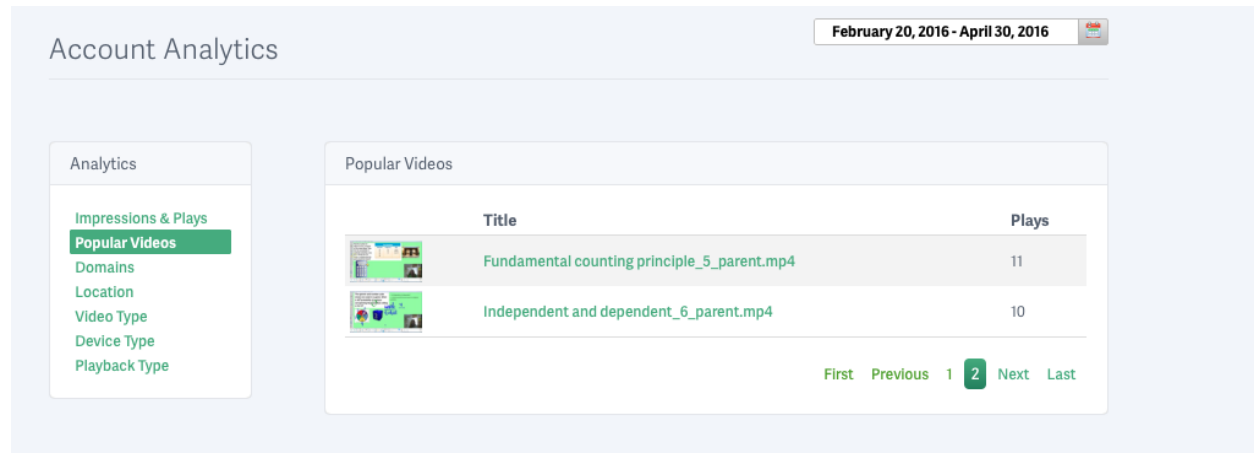 Account Analytics
February 20, 2016 - April 30, 2016
Analytics
Impressions & Plays
Popular Videos
Domains
Location
Video Type
Device Type
Playback Type
Popular Videos
Title Plays
Fundamental counting principle_5_parent.mp4 11
Independent and dependent_6_parent.mp4 10
First Previous 1 2 Next Last